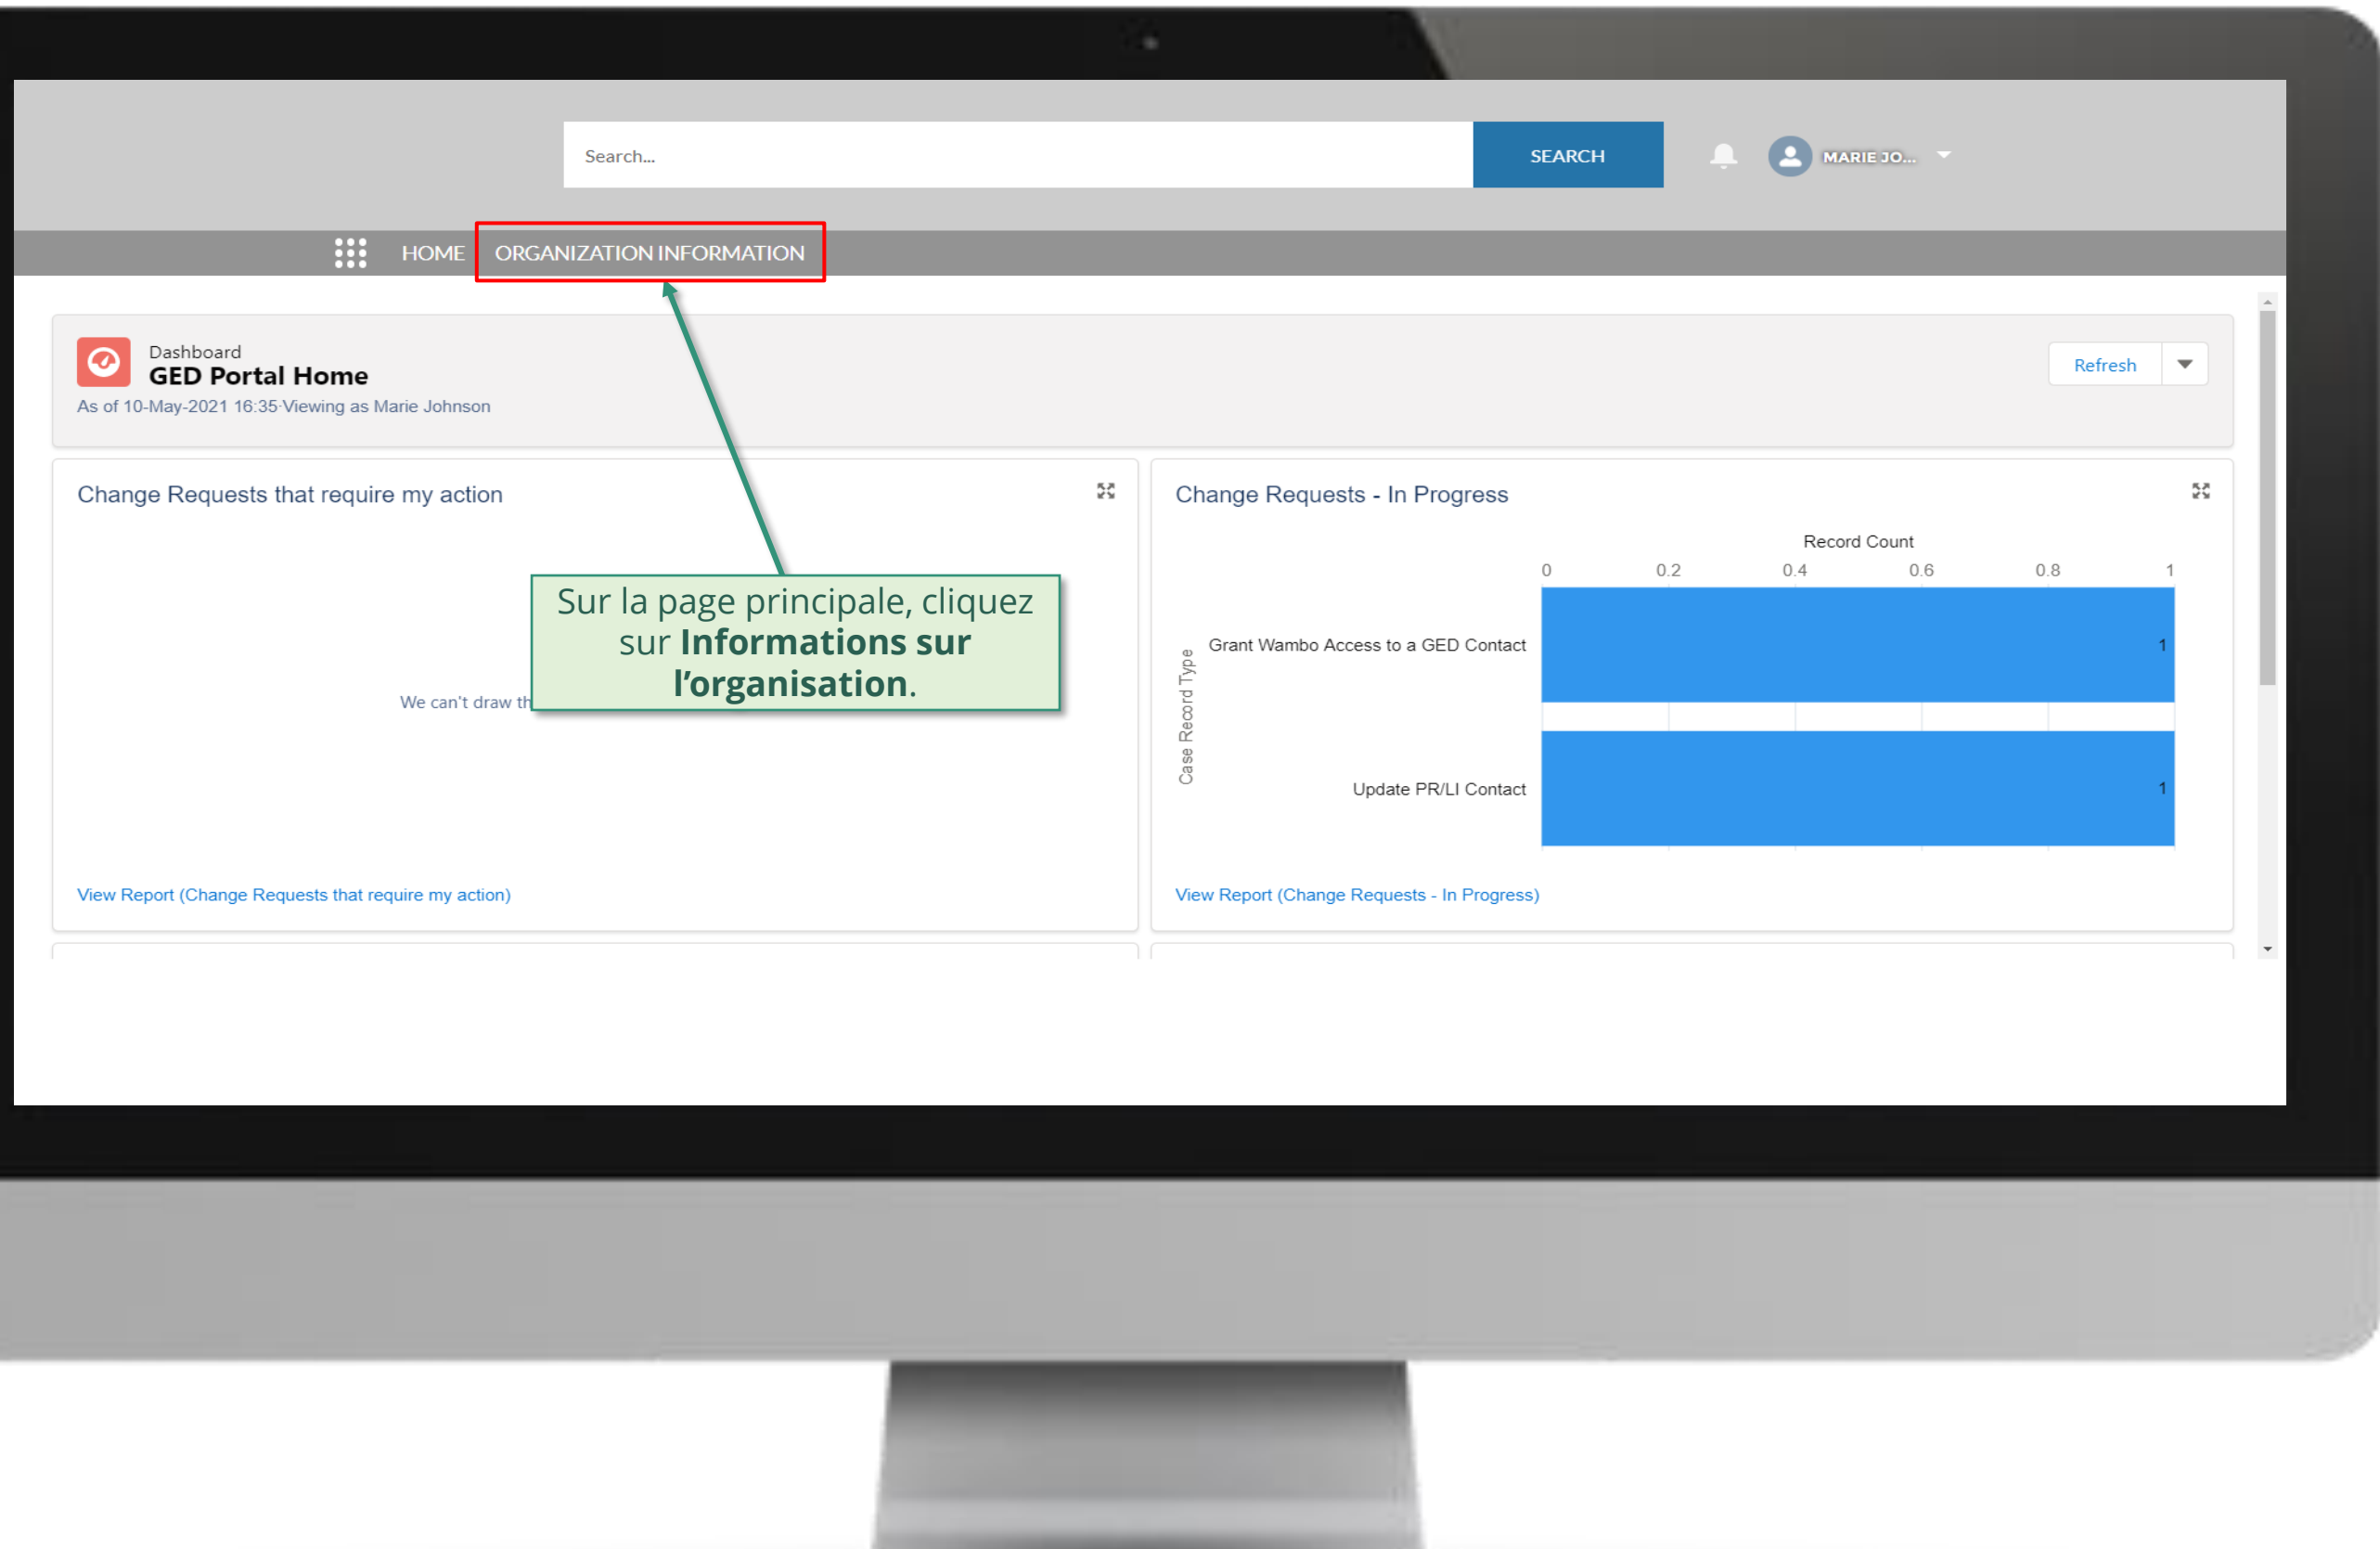 Search...
SEARCH
MARIE JO...
HOME
ORGANIZATION INFORMATION
Dashboard
GED Portal Home
As of 10-May-2021 16:35·Viewing as Marie Johnson
Refresh
Change Requests that require my action
We can't draw th
Sur la page principale, cliquez
sur Informations sur
l’organisation.
View Report (Change Requests that require my action)
Change Requests - In Progress
Record Count
0 0.2 0.4 0.6 0.8 1
Case Record Type
Grant Wambo Access to a GED Contact 1
Update PR/LI Contact 1
View Report (Change Requests - In Progress)